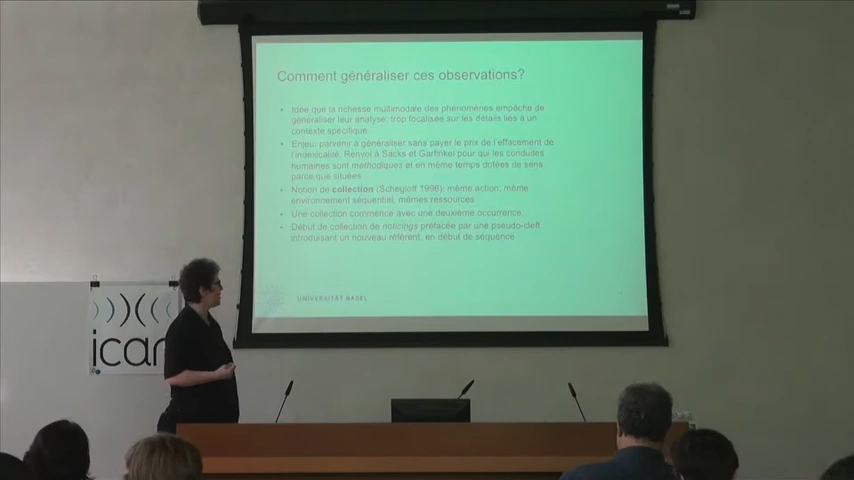 Comment généraliser ces observations?
• Idée que la richesse multimodale des phénomènes empêche de
généraliser leur analyse: trop focalisée sur les détails liés à un
contexte spécifique
• Enjeu: parvenir à généraliser sans payer le prix de l'effacement de
l'indexicalité. Renvoi à Sacks et Garfinkel pour qui les conduites
humaines sont méthodiques et en même temps dotées de sens
parce que situées
• Notion de collection (Schegloff 1996): même action, même
environnement séquentiel, mêmes ressources
• Une collection commence avec une deuxième occurrence...
• Début de collection de noticings préfacée par une pseudo-cleft
introduisant un nouveau référent, en début de séquence
UNIVERSITÄT BASEL
icar